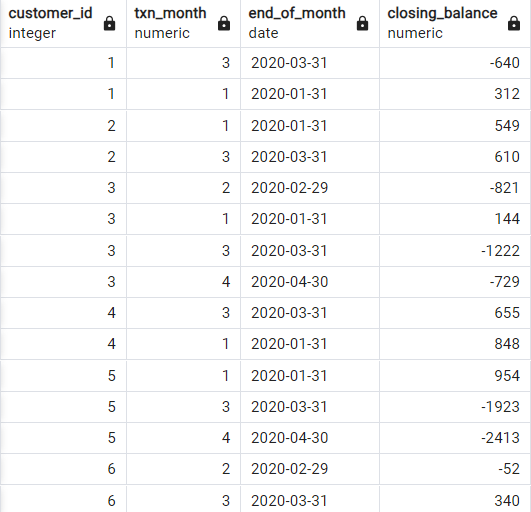 customer_id txn_month end_of_month closing_balance
integer numeric date numeric
1 3 2020-03-31 -640
1 1 2020-01-31 312
2 1 2020-01-31 549
2 3 2020-03-31 610
3 2 2020-02-29 -821
3 1 2020-01-31 144
3 3 2020-03-31 -1222
3 4 2020-04-30 -729
4 3 2020-03-31 655
4 1 2020-01-31 848
5 1 2020-01-31 954
5 3 2020-03-31 -1923
5 4 2020-04-30 -2413
6 2 2020-02-29 -52
6 3 2020-03-31 340